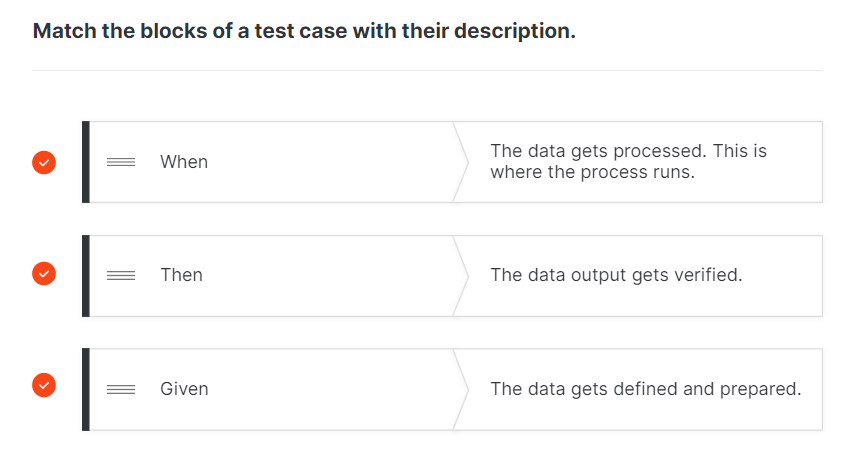 Match the blocks of a test case with their description.
When
The data gets processed. This is
where the process runs.
Then
The data output gets verified.
Given
The data gets defined and prepared.